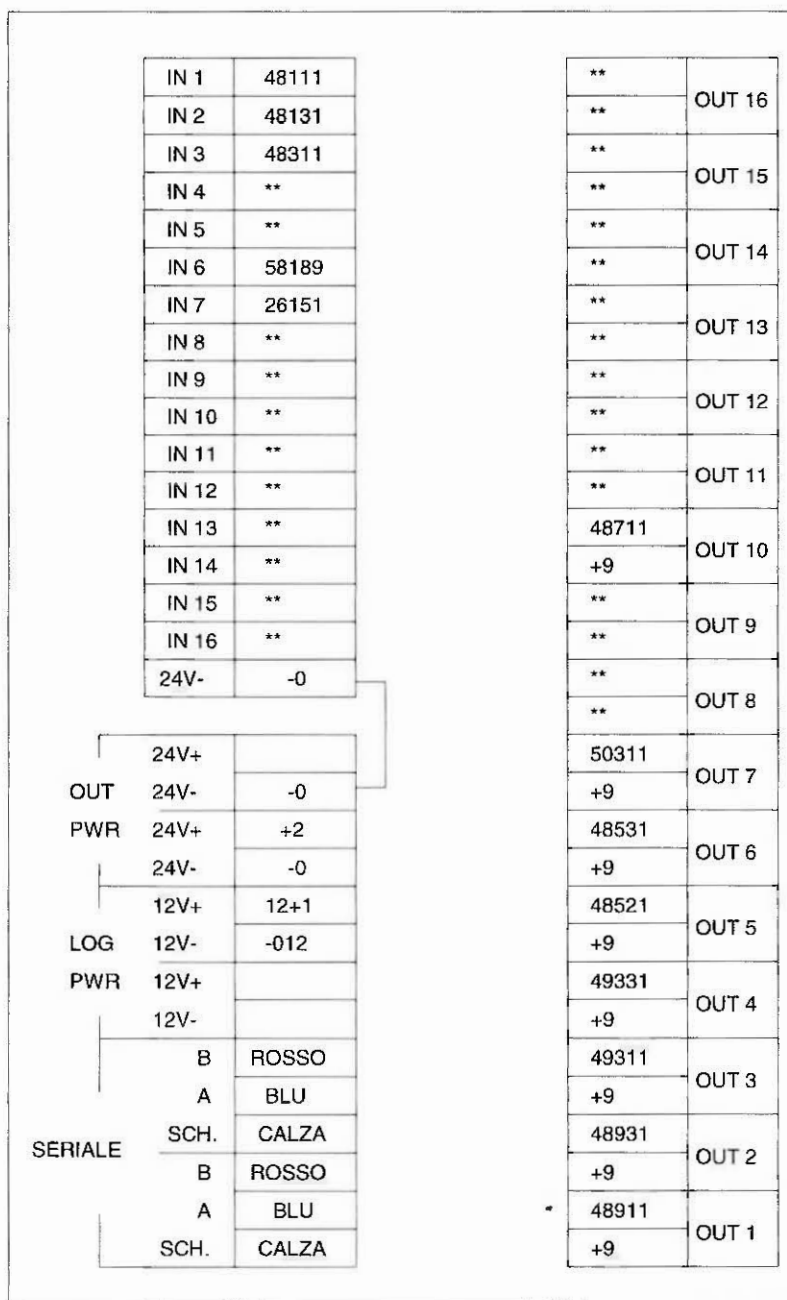 IN 1 48111
IN 2 48131
IN 3 48311
IN 4 **
IN 5 **
IN 6 58189
IN 7 26151
IN 8 **
IN 9 **
IN 10 **
IN 11 **
IN 12 **
IN 13 **
IN 14 **
IN 15 **
IN 16 **
24V- -0
24V+
OUT 24V- -0
PWR 24V+ +2
24V- -0
12V+ 12+1
LOG 12V- -012
PWR 12V+
12V-
B ROSSO
A BLU
SCH. CALZA
SERIALE
B ROSSO
A BLU
SCH. CALZA
**
OUT 16
**
**
OUT 15
**
**
OUT 14
**
**
OUT 13
**
**
OUT 12
**
**
OUT 11
**
48711
OUT 10
+9
**
OUT 9
**
**
OUT 8
**
50311
OUT 7
+9
48531
OUT 6
+9
48521
OUT 5
+9
49331
OUT 4
+9
49311
OUT 3
+9
48931
OUT 2
+9
48911
OUT 1
+9